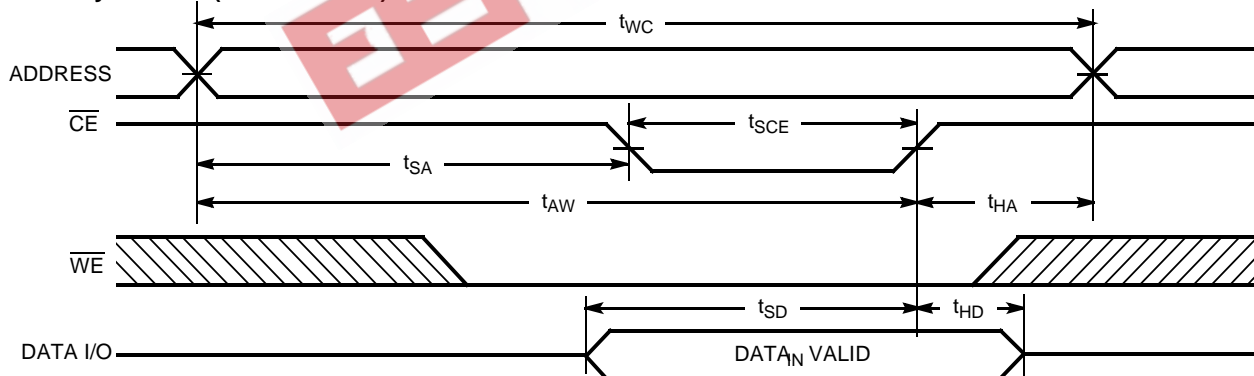 tWC
ADDRESS
CE
tSCE
tSA
tAW
tHA
WE
tSD
tHD
DATA I/O
DATAIN VALID